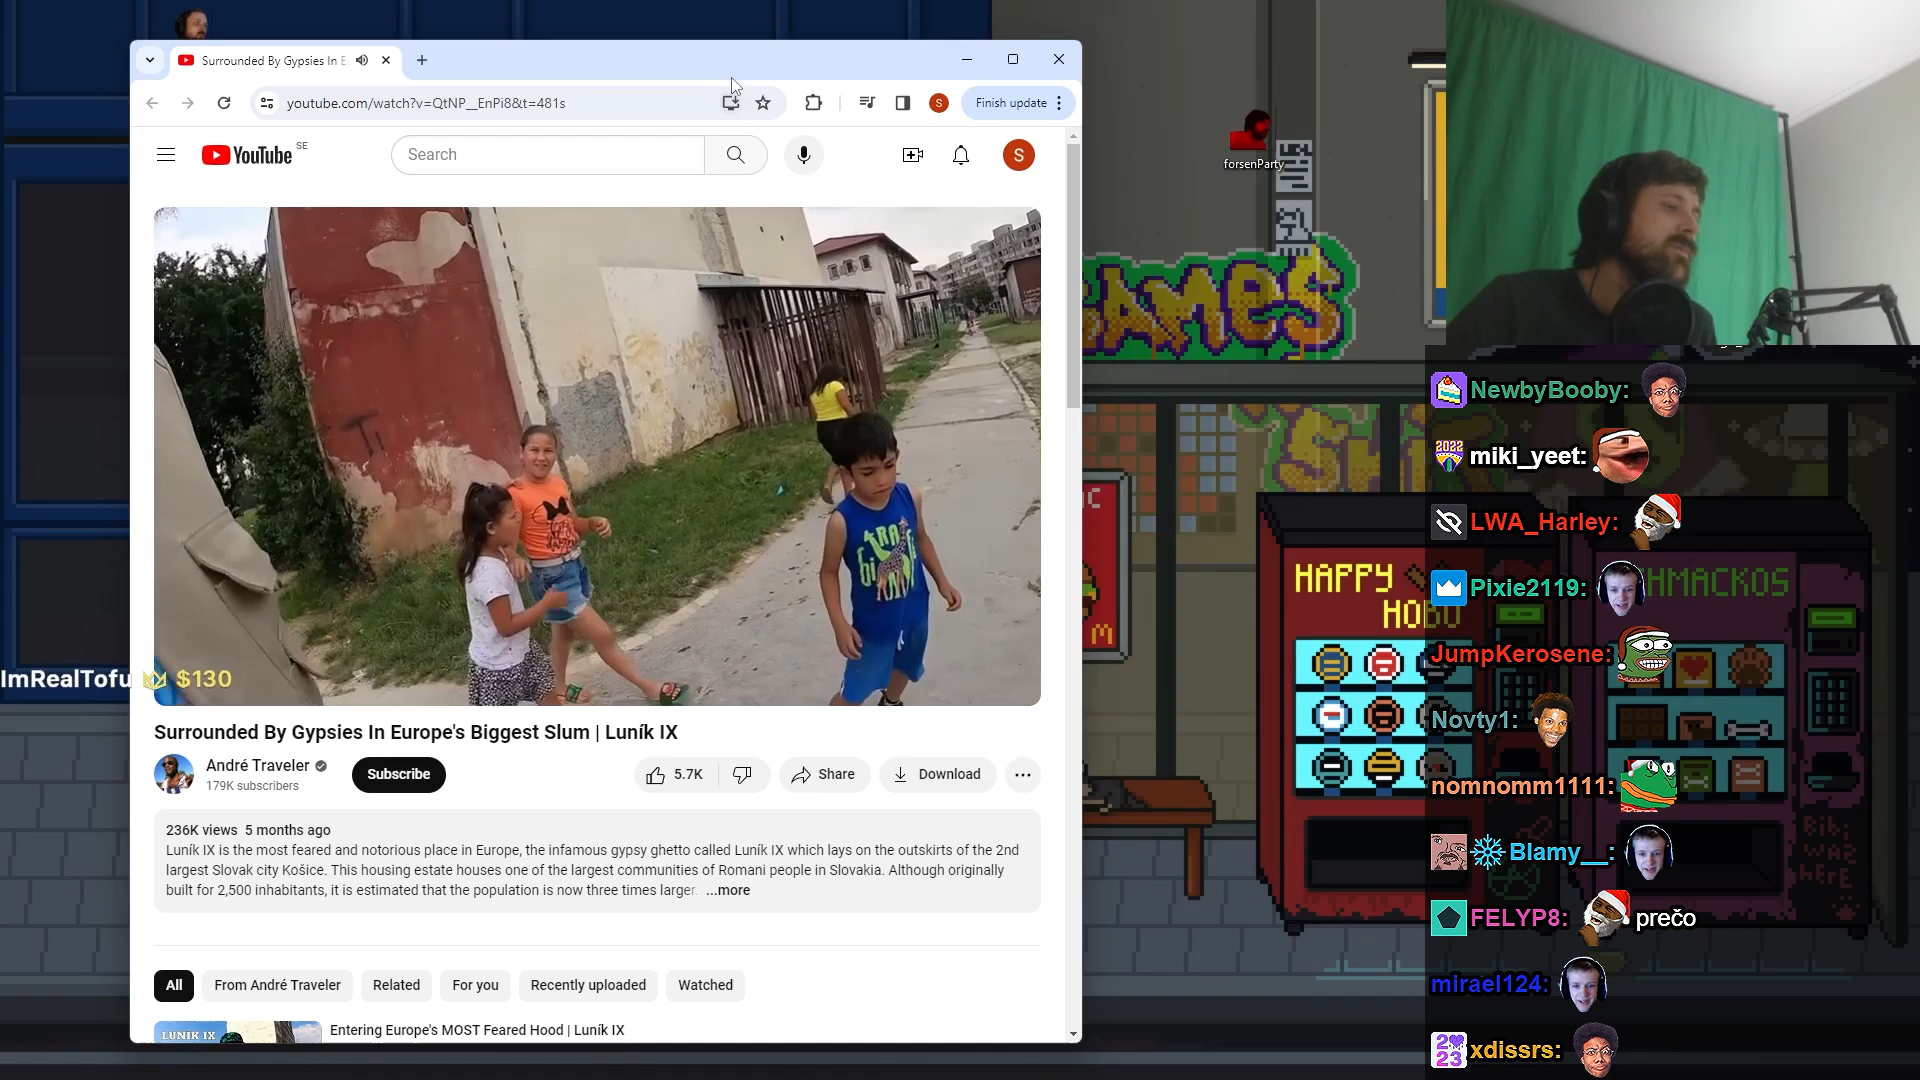 Surrounded By Gypsies In E
youtube.com/watch?v=QtNP__EnPi8&t=481s
S
Finish update
YouTube
SE
Search
S
forsenParty
GAMES
TRA
Gi
Surrounded By Gypsies In Europe's Biggest Slum | Luník IX
André Traveler
179K subscribers
Subscribe
5.7K
Share
Download
236K views 5 months ago
Luník IX is the most feared and notorious place in Europe, the infamous gypsy ghetto called Luník IX which lays on the outskirts of the 2nd
largest Slovak city Košice. This housing estate houses one of the largest communities of Romani people in Slovakia. Although originally
built for 2,500 inhabitants, it is estimated that the population is now three times larger. ...more
All
From André Traveler
Related
For you
Recently uploaded
Watched
LUNÍK IX
Entering Europe's MOST Feared Hood | Luník IX
ImRealTofu $130
HAPPY
HOBO
HMACKOS
NewbyBooby:
2022
miki_yeet:
LWA_Harley:
Pixie2119:
JumpKerosene:
Novty1:
nomnomm1111:
Blamy__:
FELYP8: prečo
mirael124:
2023
xdissrs: